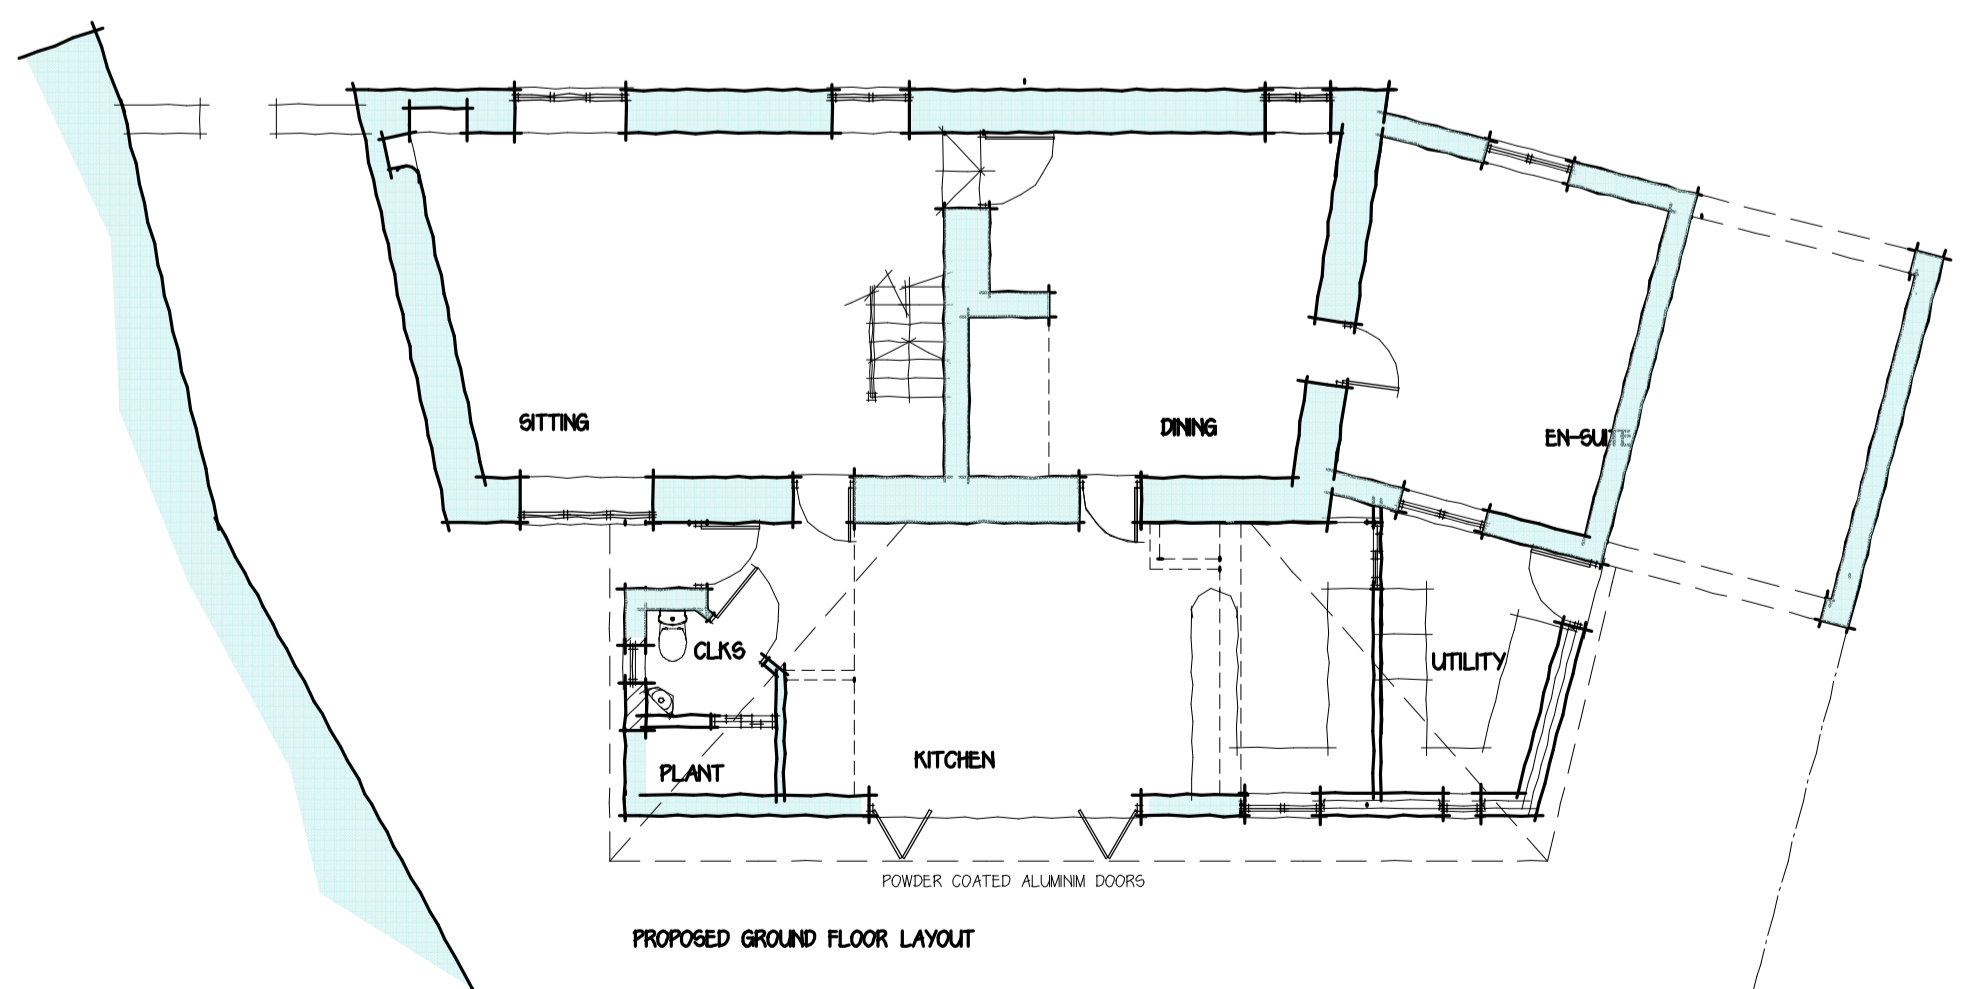 SITTING
DINING
EN-SUITE
CLKS
UTILITY
KITCHEN
PLANT
POWDER COATED ALUMINIM DOORS
PROPOSED GROUND FLOOR LAYOUT